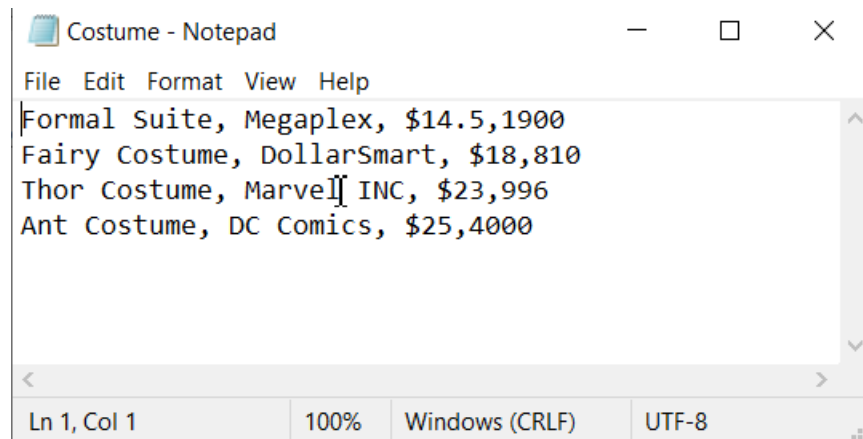 Costume - Notepad
File Edit Format View Help
Formal Suite, Megaplex, $14.5,1900
Fairy Costume, DollarSmart, $18,810
Thor Costume, Marvel INC, $23,996
Ant Costume, DC Comics, $25,4000
Ln 1, Col 1 100% Windows (CRLF) UTF-8